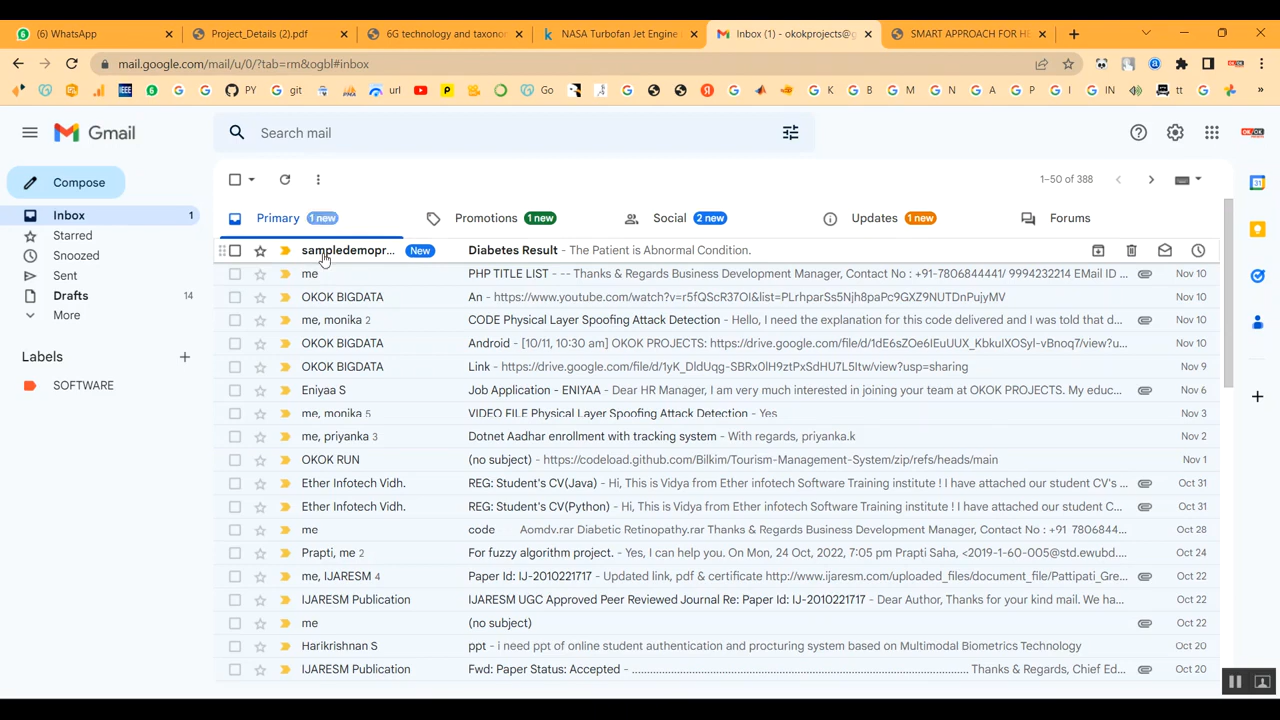 (6) WhatsApp
Project_Details (2).pdf
6G technology and taxonom
NASA Turbofan Jet Engine
Inbox (1) - okokprojects@g
SMART APPROACH FOR HE
mail.google.com/mail/u/0/?tab=rm&ogbl#inbox
IEEE PY git url Go K B M N A P I IN tt
Gmail
Search mail
Compose
1–50 of 388
Inbox 1
Starred
Snoozed
Sent
Drafts 14
More
Labels
SOFTWARE
Primary 1 new
Promotions 1 new
Social 2 new
Updates 1 new
Forums
sampledemopr... New Diabetes Result - The Patient is Abnormal Condition.
me PHP TITLE LIST - -- Thanks & Regards Business Development Manager, Contact No : +91-7806844441/ 9994232214 EMail ID ... Nov 10
OKOK BIGDATA An - https://www.youtube.com/watch?v=r5fQScR37OI&list=PLrhparSs5Njh8paPc9GXZ9NUTDnPujyMV Nov 10
me, monika 2 CODE Physical Layer Spoofing Attack Detection - Hello, I need the explanation for this code delivered and I was told that d... Nov 10
OKOK BIGDATA Android - [10/11, 10:30 am] OKOK PROJECTS: https://drive.google.com/file/d/1dE6sZOe6IEuUUX_KbkuIXOSyl-vBnoq7/view?u... Nov 10
OKOK BIGDATA Link - https://drive.google.com/file/d/1yK_DldUqg-SBRxOlH9ztPxSdHU7L5Itw/view?usp=sharing Nov 9
Eniyaa S Job Application - ENIYAA - Dear HR Manager, I am very much interested in joining your team at OKOK PROJECTS. My educ... Nov 6
me, monika 5 VIDEO FILE Physical Layer Spoofing Attack Detection - Yes Nov 3
me, priyanka 3 Dotnet Aadhar enrollment with tracking system - With regards, priyanka.k Nov 2
OKOK RUN (no subject) - https://codeload.github.com/Bilkim/Tourism-Management-System/zip/refs/heads/main Nov 1
Ether Infotech Vidh. REG: Student's CV(Java) - Hi, This is Vidya from Ether infotech Software Training institute ! I have attached our student CV's ... Oct 31
Ether Infotech Vidh. REG: Student's CV(Python) - Hi, This is Vidya from Ether infotech Software Training institute ! I have attached our student C... Oct 31
me code Aomdv.rar Diabetic Retinopathy.rar Thanks & Regards Business Development Manager, Contact No : +91 7806844... Oct 28
Prapti, me 2 For fuzzy algorithm project. - Yes, I can help you. On Mon, 24 Oct, 2022, 7:05 pm Prapti Saha, <2019-1-60-005@std.ewubd... Oct 24
me, IJARESM 4 Paper Id: IJ-2010221717 - Updated link, pdf & certificate http://www.ijaresm.com/uploaded_files/document_file/Pattipati_Gre... Oct 22
IJARESM Publication IJARESM UGC Approved Peer Reviewed Journal Re: Paper Id: IJ-2010221717 - Dear Author, Thanks for your kind mail. We ha... Oct 22
me (no subject) Oct 22
Harikrishnan S ppt - i need ppt of online student authentication and procturing system based on Multimodal Biometrics Technology Oct 20
IJARESM Publication Fwd: Paper Status: Accepted - ................................................................................ Thanks & Regards, Chief Ed... Oct 20